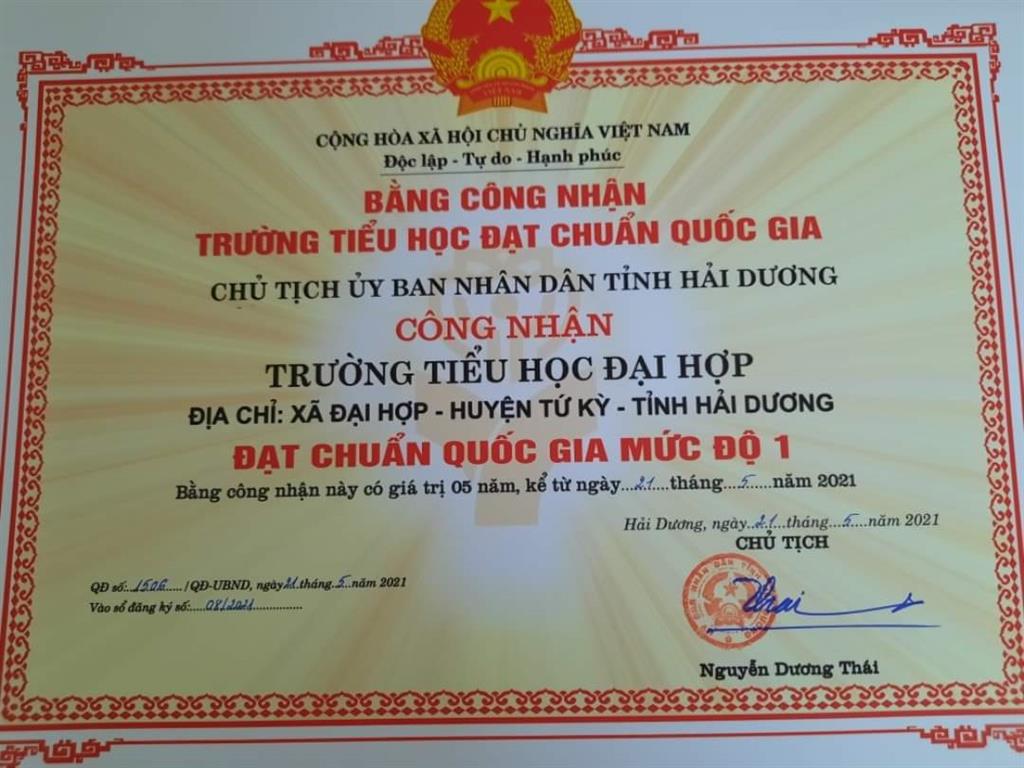 VIỆT NAM
CỘNG HÒA XÃ HỘI CHỦ NGHĨA VIỆT NAM
Độc lập - Tự do - Hạnh phúc
BẰNG CÔNG NHẬN
TRƯỜNG TIỂU HỌC ĐẠT CHUẨN QUỐC GIA
CHỦ TỊCH ỦY BAN NHÂN DÂN TỈNH HẢI DƯƠNG
CÔNG NHẬN
TRƯỜNG TIỂU HỌC ĐẠI HỢP
ĐỊA CHỈ: XÃ ĐẠI HỢP - HUYỆN TỨ KỲ - TỈNH HẢI DƯƠNG
ĐẠT CHUẨN QUỐC GIA MỨC ĐỘ 1
Bằng công nhận này có giá trị 05 năm, kể từ ngày...21....tháng...5......năm 2021
Hải Dương, ngày..21...tháng...5....năm 2021
CHỦ TỊCH
QĐ số:..1506...../QĐ-UBND, ngày21.tháng.5..năm 2021
Vào sổ đăng ký số:....08/2021................
Nguyễn Dương Thái